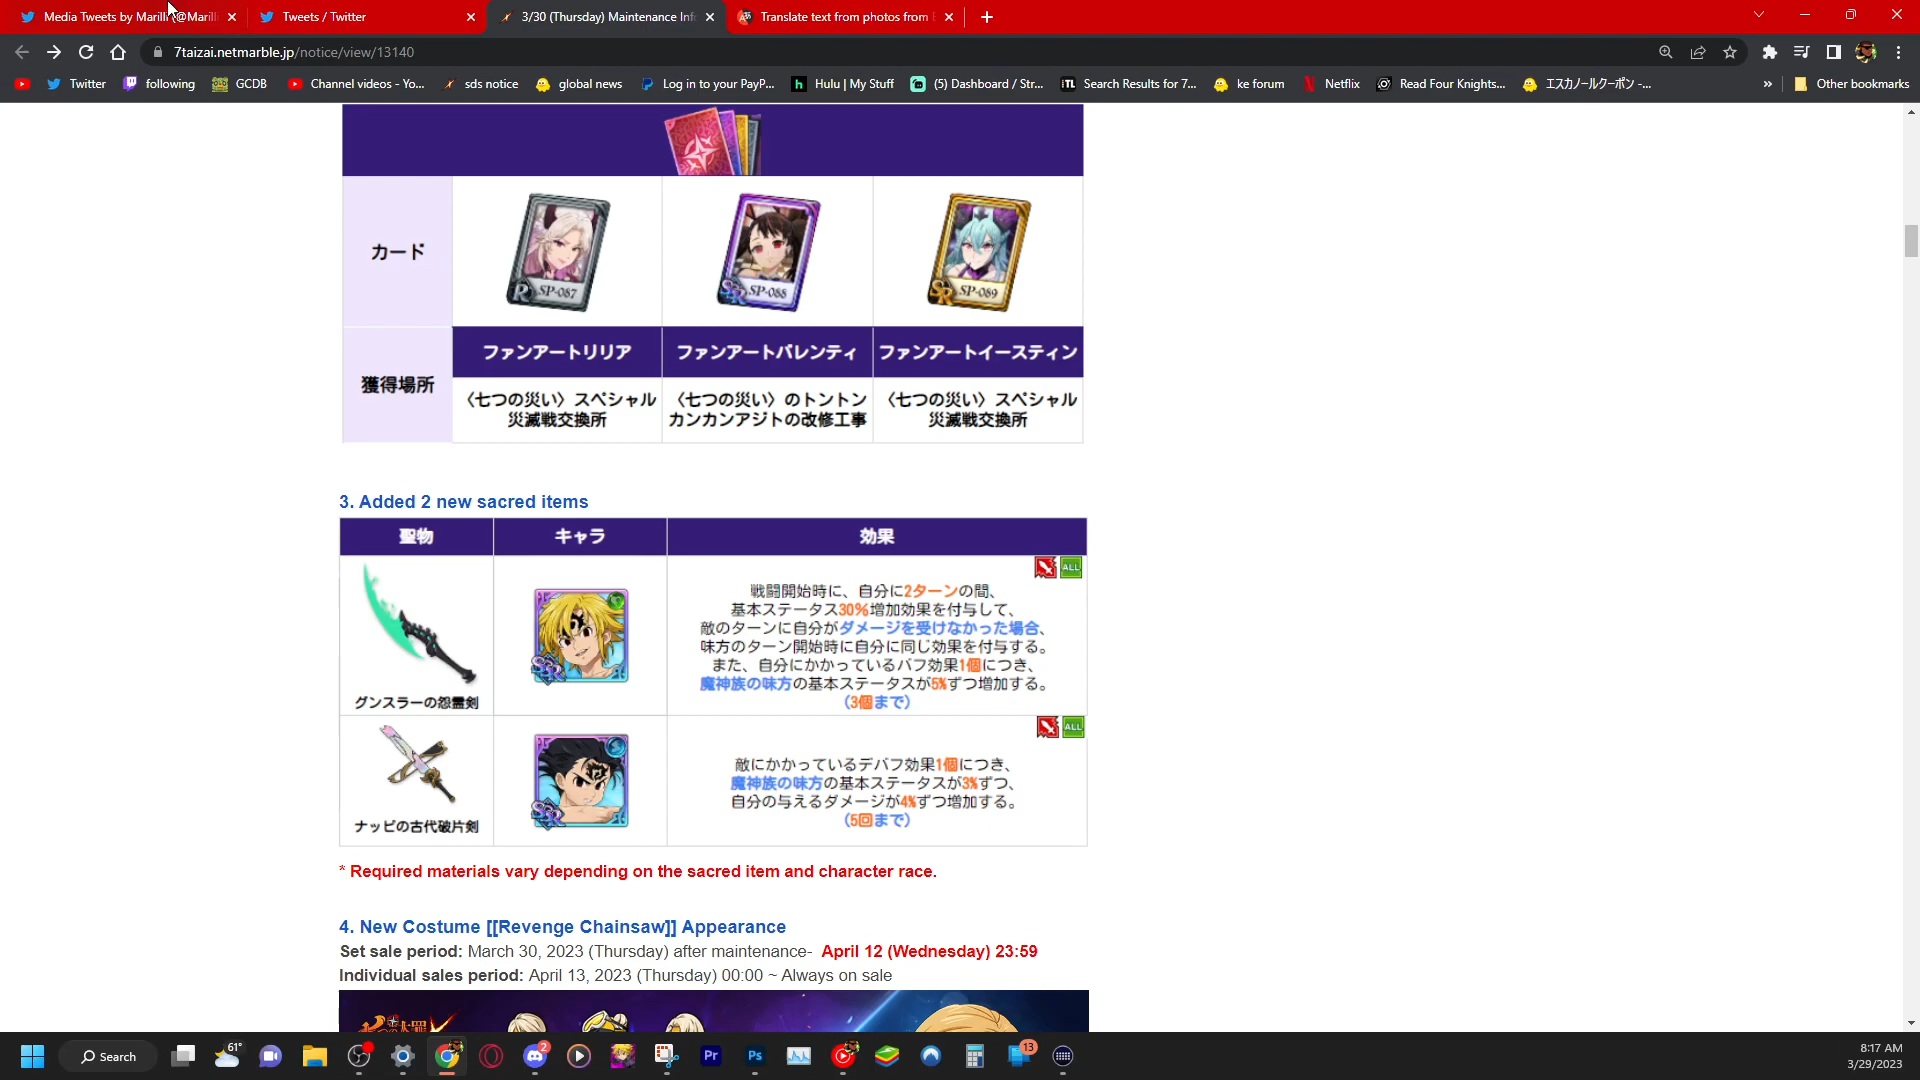 Media Tweets by Marilli (@Marill
Tweets / Twitter
3/30 (Thursday) Maintenance Inf
Translate text from photos from E
7taizai.netmarble.jp/notice/view/13140
Twitter
following
GCDB
Channel videos - Yo...
sds notice
global news
Log in to your PayP...
Hulu | My Stuff
(5) Dashboard / Str...
Search Results for 7...
ke forum
Netflix
Read Four Knights...
エスカノールクーポン -...
»
Other bookmarks
カード
R SP-087
SSR SP-088
SR SP-089
獲得場所
ファンアートリリア
ファンアートバレンティ
ファンアートイースティン
〈七つの災い〉スペシャル
災滅戦交換所
〈七つの災い〉のトントン
カンカンアジトの改修工事
〈七つの災い〉スペシャル
災滅戦交換所
3. Added 2 new sacred items
聖物
キャラ
効果
ALL
戦闘開始時に、自分に2ターンの間、
基本ステータス30%増加効果を付与して、
敵のターンに自分がダメージを受けなかった場合、
味方のターン開始時に自分に同じ効果を付与する。
また、自分にかかっているバフ効果1個につき、
魔神族の味方の基本ステータスが5%ずつ増加する。
（3個まで）
SSR
グンスラーの怨霊剣
ALL
敵にかかっているデバフ効果1個につき、
魔神族の味方の基本ステータスが3%ずつ、
自分の与えるダメージが4%ずつ増加する。
（5回まで）
SSR
ナッピの古代破片剣
* Required materials vary depending on the sacred item and character race.
4. New Costume [[Revenge Chainsaw]] Appearance
Set sale period: March 30, 2023 (Thursday) after maintenance- April 12 (Wednesday) 23:59
Individual sales period: April 13, 2023 (Thursday) 00:00 ~ Always on sale
61°
Search
2
Pr
Ps
13
8:17 AM
3/29/2023